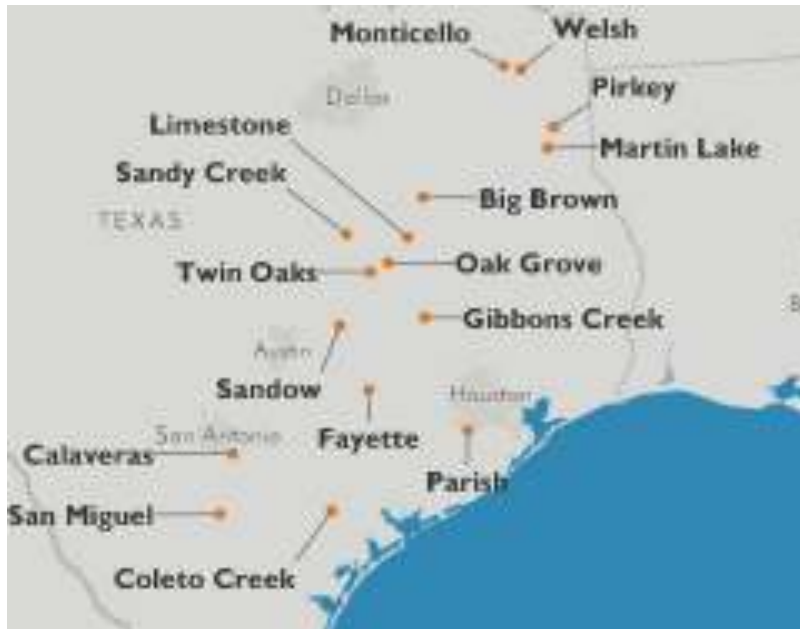 Monticello
Welsh
Dallas
Pirkey
Limestone
Martin Lake
Sandy Creek
Big Brown
TEXAS
Oak Grove
Twin Oaks
Gibbons Creek
Austin
Sandow
Houston
San Antonio
Fayette
Calaveras
Parish
San Miguel
Coleto Creek